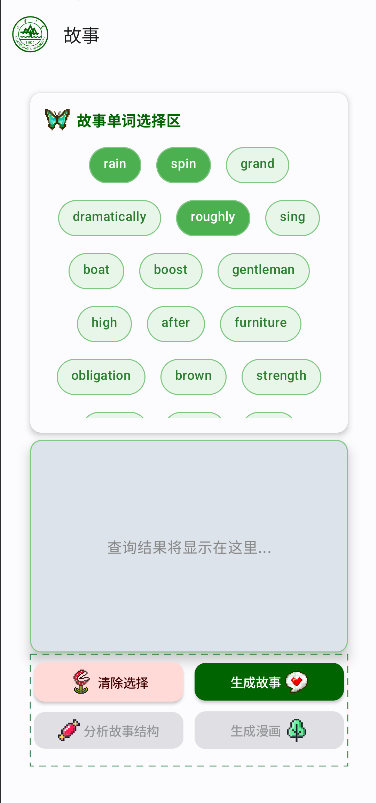 故事
故事单词选择区
rain spin grand
dramatically roughly sing
boat boost gentleman
high after furniture
obligation brown strength
查询结果将显示在这里...
清除选择 生成故事
分析故事结构 生成漫画